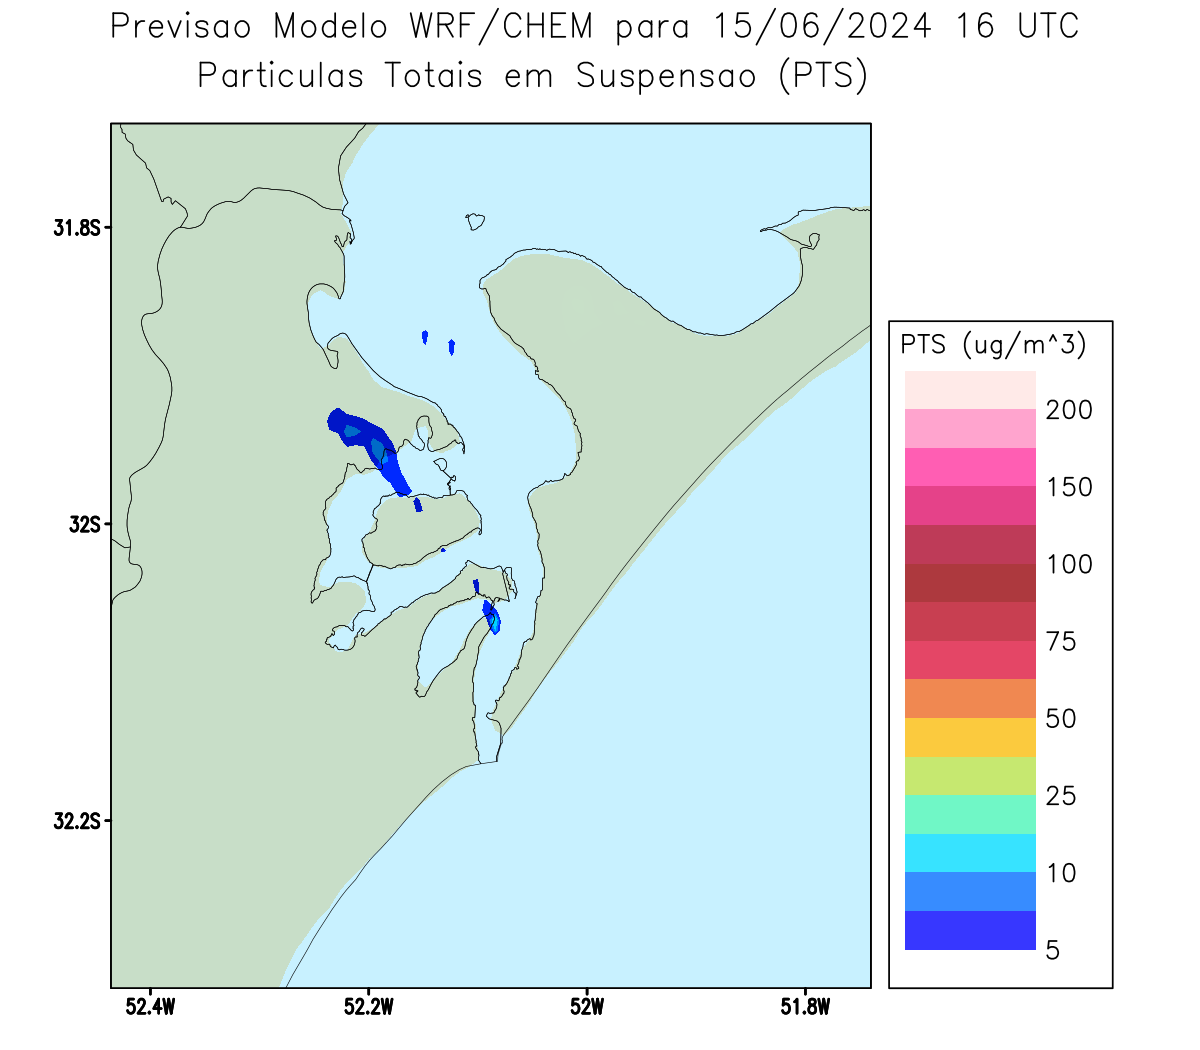 Previsao Modelo WRF/CHEM para 15/06/2024 16 UTC
Particulas Totais em Suspensao (PTS)
31.8S
32S
32.2S
52.4W
52.2W
52W
51.8W
PTS (ug/m^3)
200
150
100
75
50
25
10
5